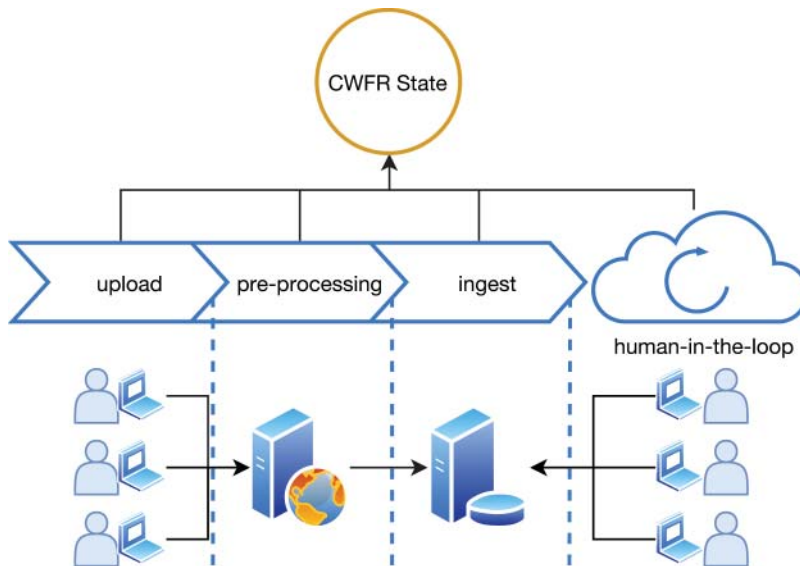 CWFR State
upload
pre-processing
ingest
human-in-the-loop